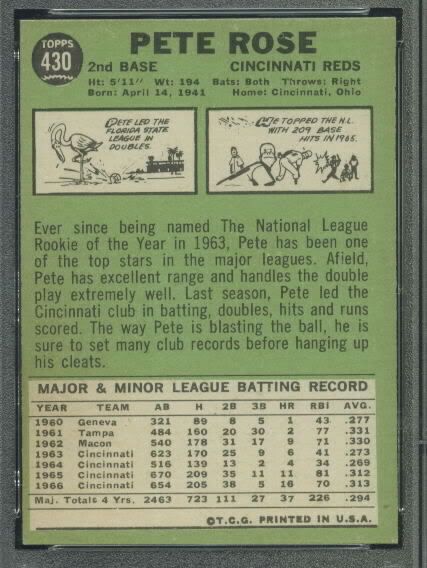 TOPPS
430
PETE ROSE
2nd BASE CINCINNATI REDS
Ht: 5'11" Wt: 194 Bats: Both Throws: Right
Born: April 14, 1941 Home: Cincinnati, Ohio
PETE LED THE
FLORIDA STATE
LEAGUE IN
DOUBLES.
HE TOPPED THE N.L.
WITH 209 BASE
HITS IN 1965.
Ever since being named The National League
Rookie of the Year in 1963, Pete has been one
of the top stars in the major leagues. Afield,
Pete has excellent range and handles the double
play extremely well. Last season, Pete led the
Cincinnati club in batting, doubles, hits and runs
scored. The way Pete is blasting the ball, he is
sure to set many club records before hanging up
his cleats.
MAJOR & MINOR LEAGUE BATTING RECORD
YEAR TEAM AB H 2B 3B HR RBI AVG.
1960 Geneva 321 89 8 5 1 43 .277
1961 Tampa 484 160 20 30 2 77 .331
1962 Macon 540 178 31 17 9 71 .330
1963 Cincinnati 623 170 25 9 6 41 .273
1964 Cincinnati 516 139 13 2 4 34 .269
1965 Cincinnati 670 209 35 11 11 81 .312
1966 Cincinnati 654 205 38 5 16 70 .313
Maj. Totals 4 Yrs. 2463 723 111 27 37 226 .294
©T.C.G. PRINTED IN U.S.A.